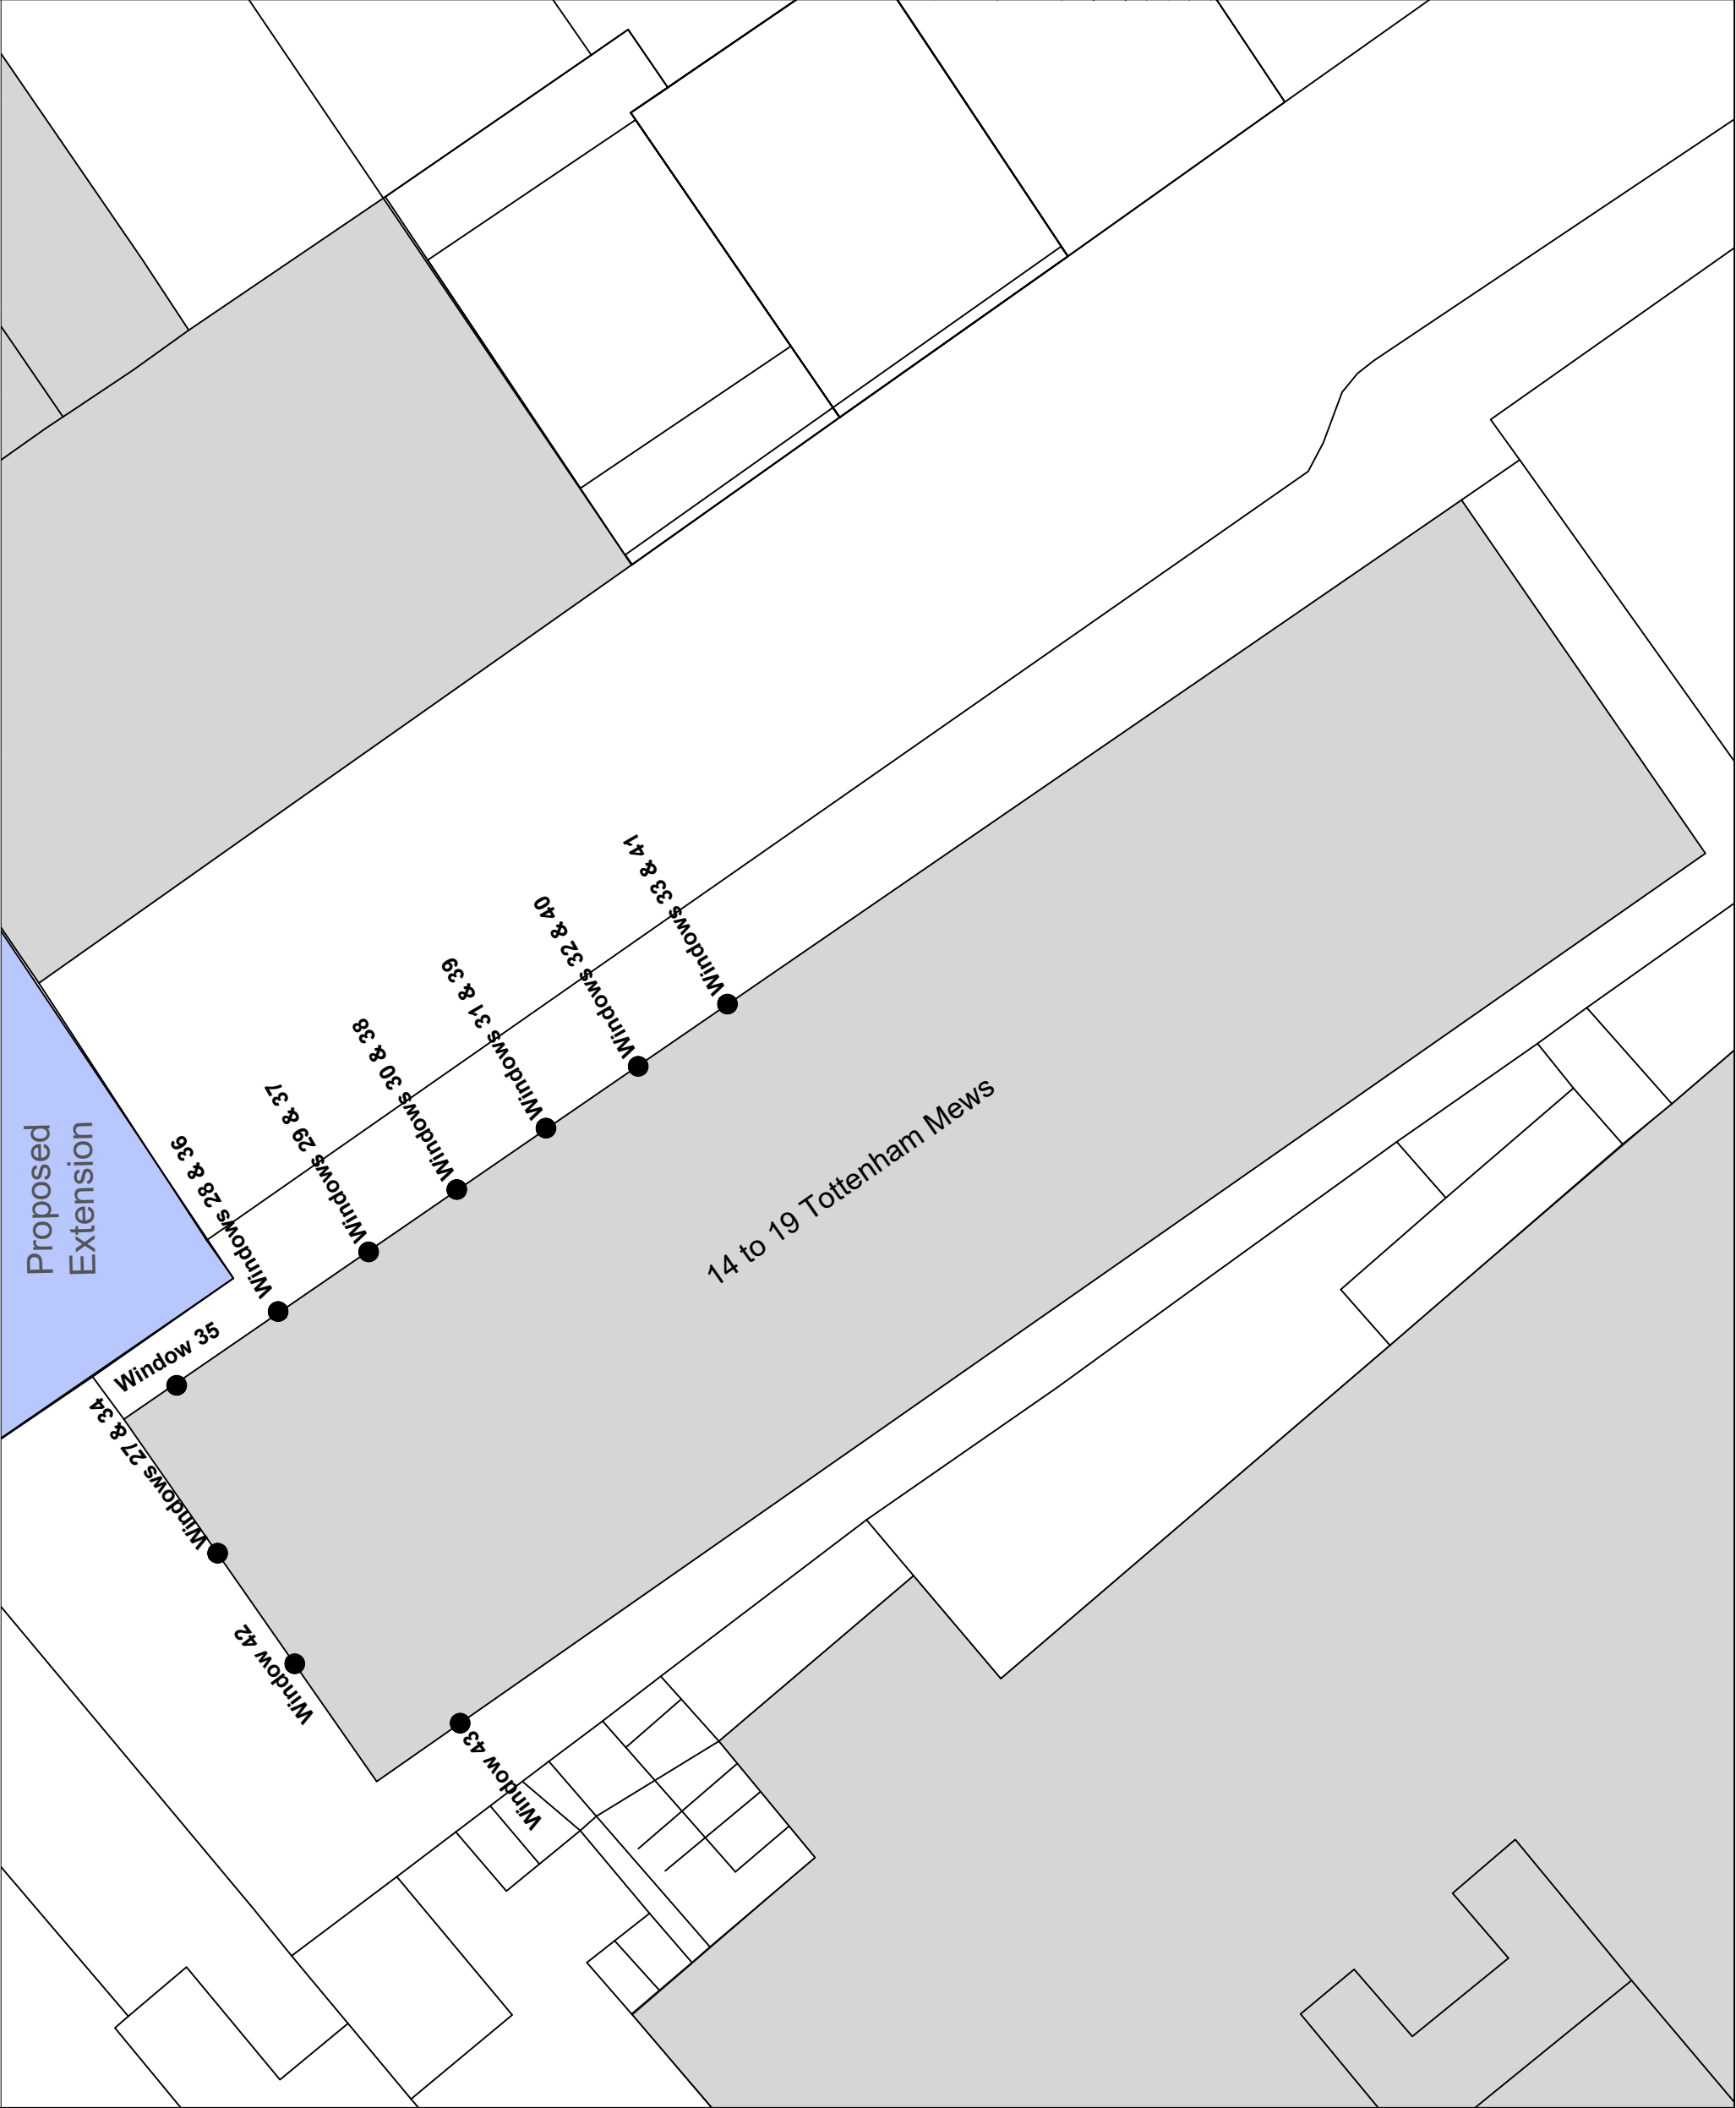 Windows 33 & 41
Windows 32 & 40
Windows 31 & 39
Windows 30 & 38
Windows 29 & 37
Windows 28 & 36
Proposed
Extension
14 to 19 Tottenham Mews
Window 35
Windows 27 & 34
Window 42
Window 43